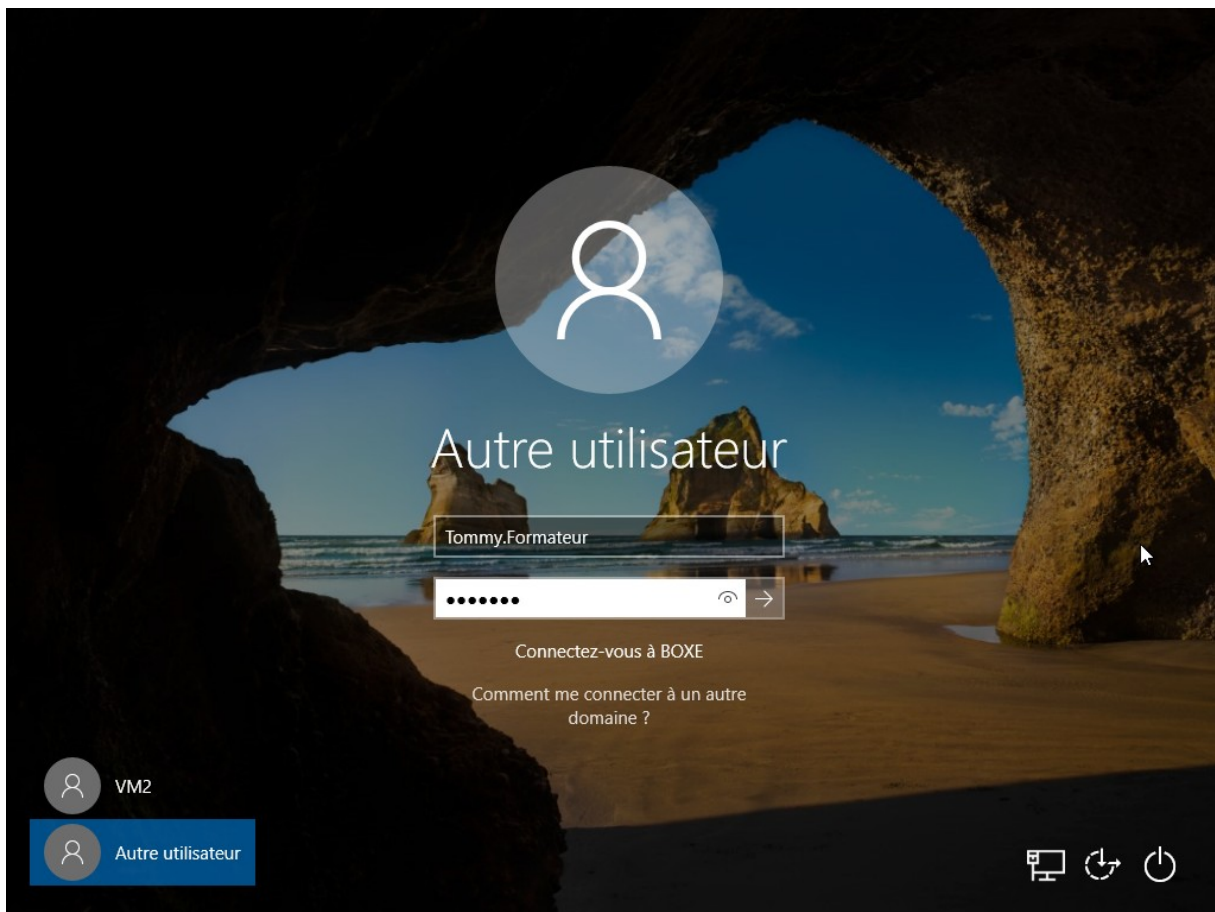 Autre utilisateur
Tommy.Formateur
•••••••
Connectez-vous à BOXE
Comment me connecter à un autre
domaine ?
VM2
Autre utilisateur